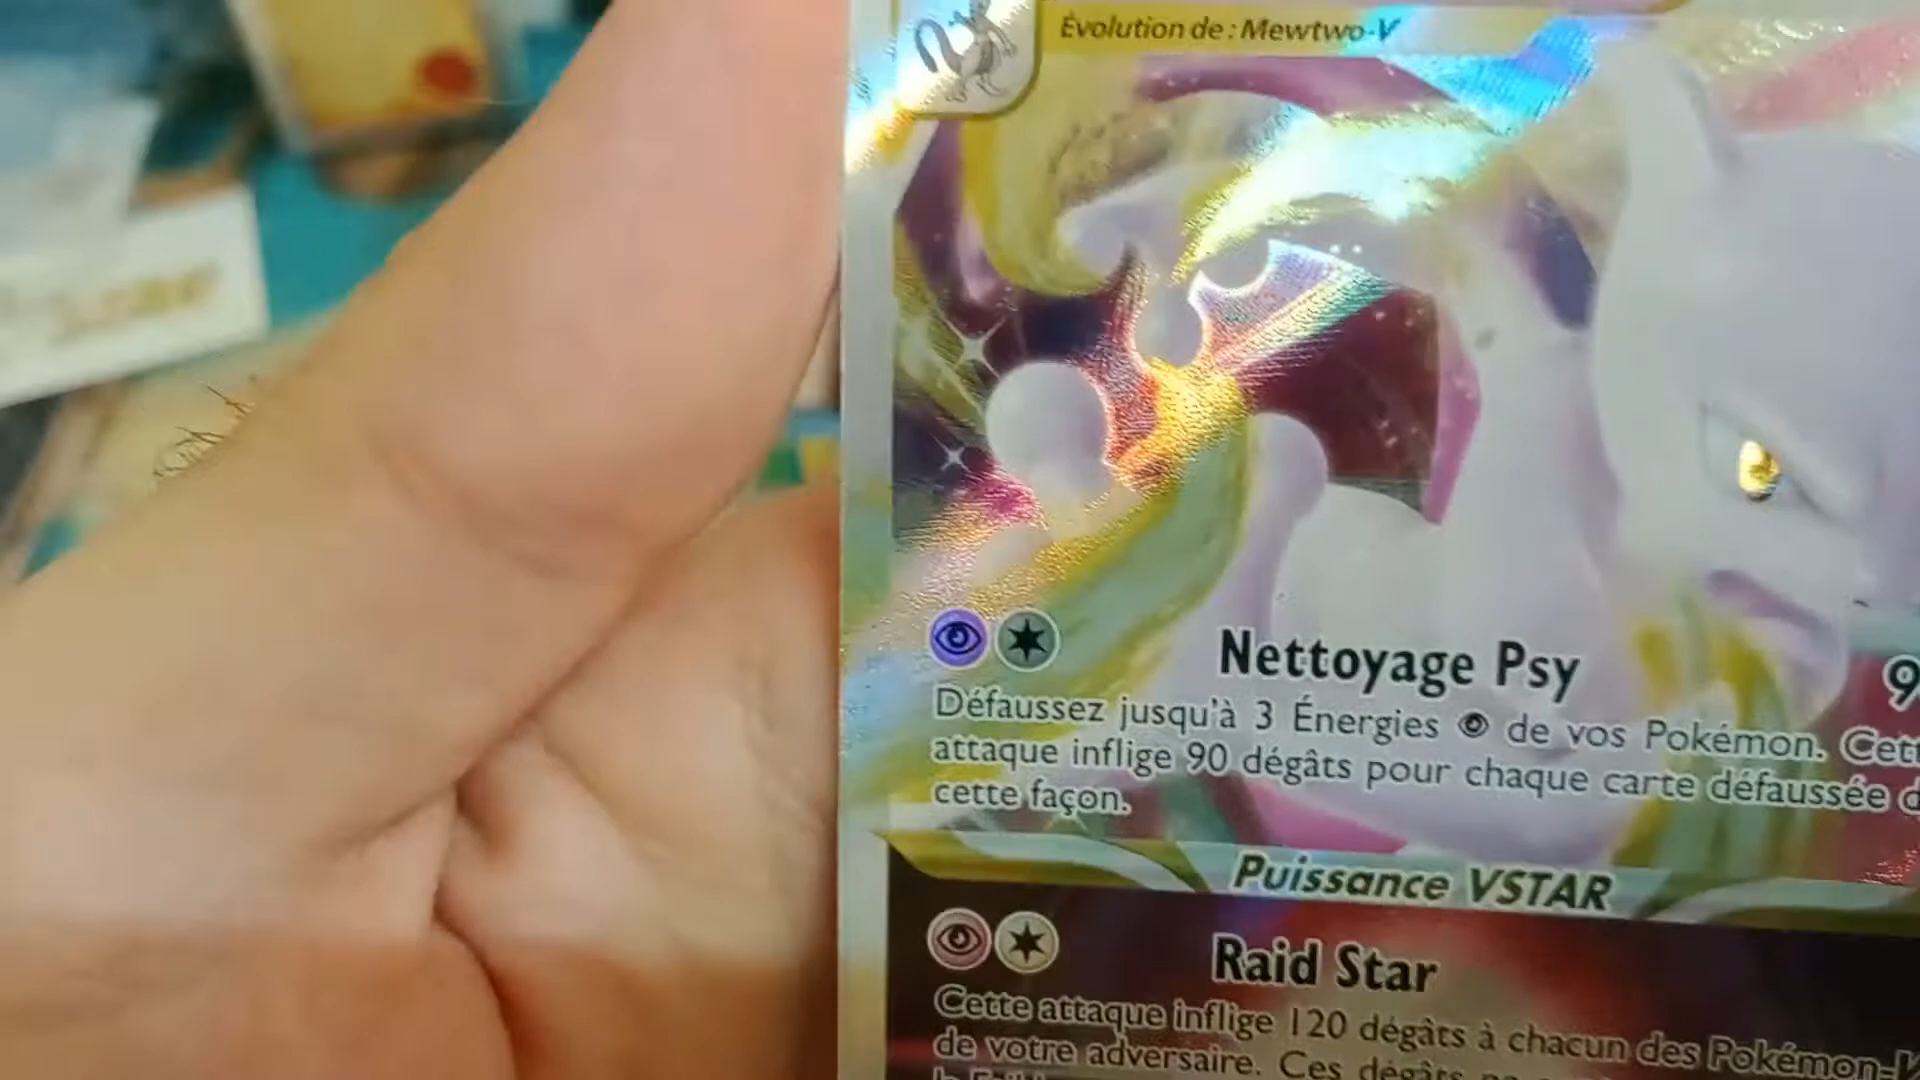 Évolution de : Mewtwo-V
Nettoyage Psy 9
Défaussez jusqu'à 3 Énergies de vos Pokémon. Cett
attaque inflige 90 dégâts pour chaque carte défaussée d
cette façon.
Puissance VSTAR
Raid Star
Cette attaque inflige 120 dégâts à chacun des Pokémon-V
de votre adversaire. Ces dégâts